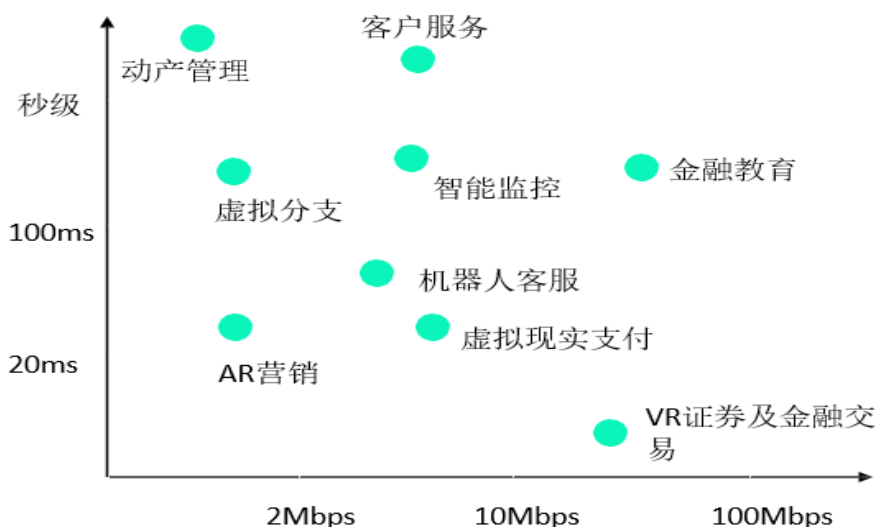 客户服务
动产管理
秒级
金融教育
智能监控
虚拟分支
100ms
机器人客服
虚拟现实支付
20ms
AR营销
VR证券及金融交
易
2Mbps
10Mbps
100Mbps